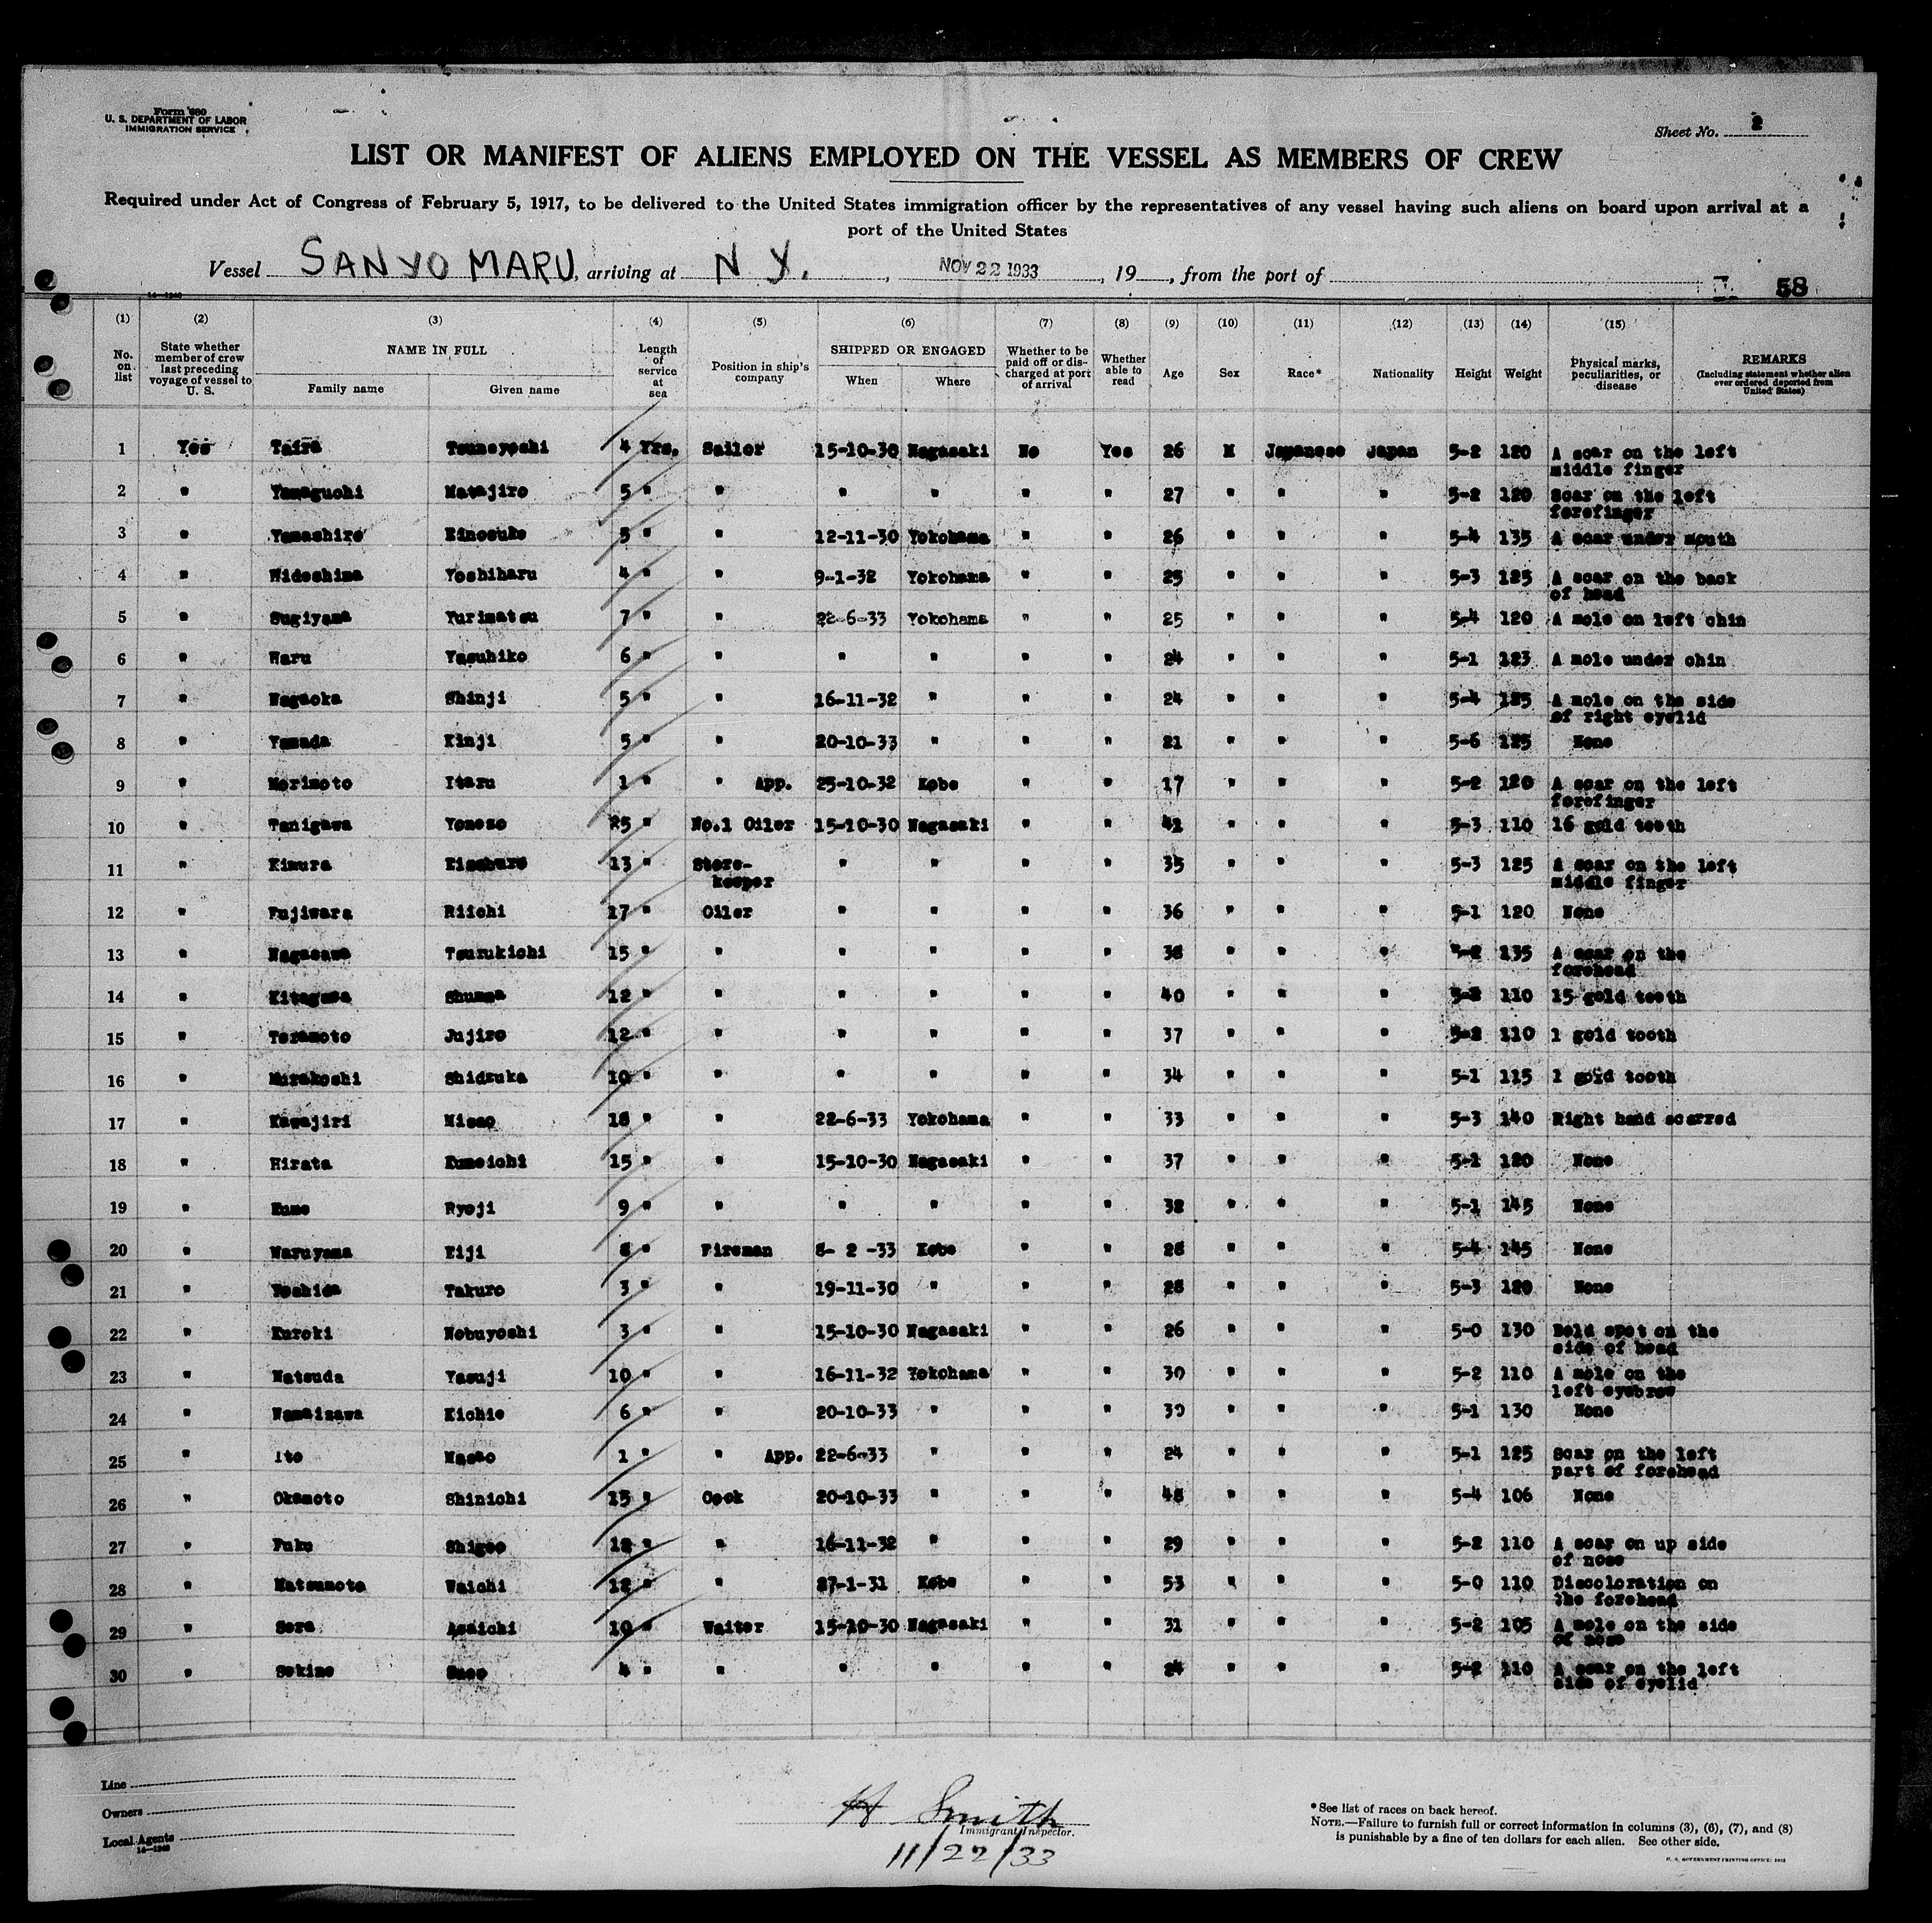 Form 680
U. S. DEPARTMENT OF LABOR
IMMIGRATION SERVICE
Sheet No. 2
LIST OR MANIFEST OF ALIENS EMPLOYED ON THE VESSEL AS MEMBERS OF CREW
Required under Act of Congress of February 5, 1917, to be delivered to the United States immigration officer by the representatives of any vessel having such aliens on board upon arrival at a
port of the United States
Vessel SANYO MARU, arriving at N Y., NOV 22 1933, 19, from the port of
58
(1) (2) (3) (4) (5) (6) (7) (8) (9) (10) (11) (12) (13) (14) (15)
No. on list State whether member of crew last preceding voyage of vessel to U. S. NAME IN FULL Family name Given name Length of service at sea Position in ship's company SHIPPED OR ENGAGED When Where Whether to be paid off or discharged at port of arrival Whether able to read Age Sex Race* Nationality Height Weight Physical marks, peculiarities, or disease REMARKS (Including statement whether alien ever ordered deported from United States)
1 Yes Taira Tsuneyoshi 4 Yrs. Sailor 15-10-30 Nagasaki No Yes 26 M Japanese Japan 5-2 120 A scar on the left
middle finger
2 " Yamaguchi Matajiro 5 " " " " " " 27 " " " 5-2 120 Scar on the left
forefinger
3 " Yamashiro Kinosuke 5 " " 12-11-30 Yokohama " " 26 " " " 5-4 135 A scar under mouth
4 " Hideshima Yoshiharu 4 " " 9-1-32 Yokohama " " 25 " " " 5-3 125 A scar on the back
of head
5 " Sugiyama Yurimatsu 7 " " 22-6-33 Yokohama " " 25 " " " 5-4 120 A mole on left chin
6 " Maru Yasuhiko 6 " " " " " " 24 " " " 5-1 123 A mole under chin
7 " Nagaoka Shinji 5 " " 16-11-32 " " " 24 " " " 5-4 125 A mole on the side
of right eyelid
8 " Yamada Kinji 5 " " 20-10-33 " " " 21 " " " 5-6 125 None
9 " Morimoto Itaru 1 " " App. 25-10-32 Kobe " " 17 " " " 5-2 120 A scar on the left
forefinger
10 " Tanigawa Yonezo 25 " No.1 Oiler 15-10-30 Nagasaki " " 41 " " " 5-3 110 16 gold teeth
11 " Kimura Kisaburo 13 " Store- " " " " 35 " " " 5-3 125 A scar on the left
keeper middle finger
12 " Fujiwara Riichi 17 " Oiler " " " " 36 " " " 5-1 120 None
13 " Nagasawa Tsurukichi 15 " " " " " " 38 " " " 5-2 135 A scar on the
forehead
14 " Kitagawa Shunma 12 " " " " " " 40 " " " 5-2 110 15 gold teeth
15 " Teramoto Jujiro 12 " " " " " " 37 " " " 5-2 110 1 gold tooth
16 " Murakoshi Shidzuka 10 " " " " " " 34 " " " 5-1 115 1 gold tooth
17 " Kawajiri Misao 18 " " 22-6-33 Yokohama " " 33 " " " 5-3 140 Right hand scarred
18 " Hirata Kumeichi 15 " " 15-10-30 Nagasaki " " 37 " " " 5-1 120 None
19 " Kume Ryoji 9 " " " " " " 32 " " " 5-1 145 None
20 " Maruyama Eiji 8 " Fireman 8- 2 -33 Kobe " " 28 " " " 5-4 145 None
21 " Yoshida Takuro 3 " " 19-11-30 " " " 28 " " " 5-3 120 None
22 " Kuroki Nobuyoshi 3 " " 15-10-30 Nagasaki " " 26 " " " 5-0 130 Bald spot on the
side of head
23 " Matsuda Yasuji 10 " " 16-11-32 Yokohama " " 30 " " " 5-2 110 A mole on the
left eyebrow
24 " Namaizawa Kichio 6 " " 20-10-33 " " " 30 " " " 5-1 130 None
25 " Ito Masao 1 " " App. 22-6-33 " " " 24 " " " 5-1 125 Scar on the left
part of forehead
26 " Okamoto Shinichi 15 " Cook 20-10-33 " " " 48 " " " 5-4 106 None
27 " Fuku Shigeo 12 " " 16-11-32 " " " 29 " " " 5-2 110 A scar on up side
of nose
28 " Matsumoto Waichi 12 " " 27-1-31 Kobe " " 53 " " " 5-0 110 Discoloration on
the forehead
29 " Sora Asaichi 10 " Waiter 15-10-30 Nagasaki " " 31 " " " 5-2 105 A mole on the side
of nose
30 " Sekine Sueo 4 " " " " " " 24 " " " 5-2 110 A scar on the left
side of eyelid
Line
Owners
Local Agents
14—1240
H Smith
Immigrant Inspector.
11/22/33
*See list of races on back hereof.
NOTE.—Failure to furnish full or correct information in columns (3), (6), (7), and (8)
is punishable by a fine of ten dollars for each alien. See other side.
U. S. GOVERNMENT PRINTING OFFICE: 1932